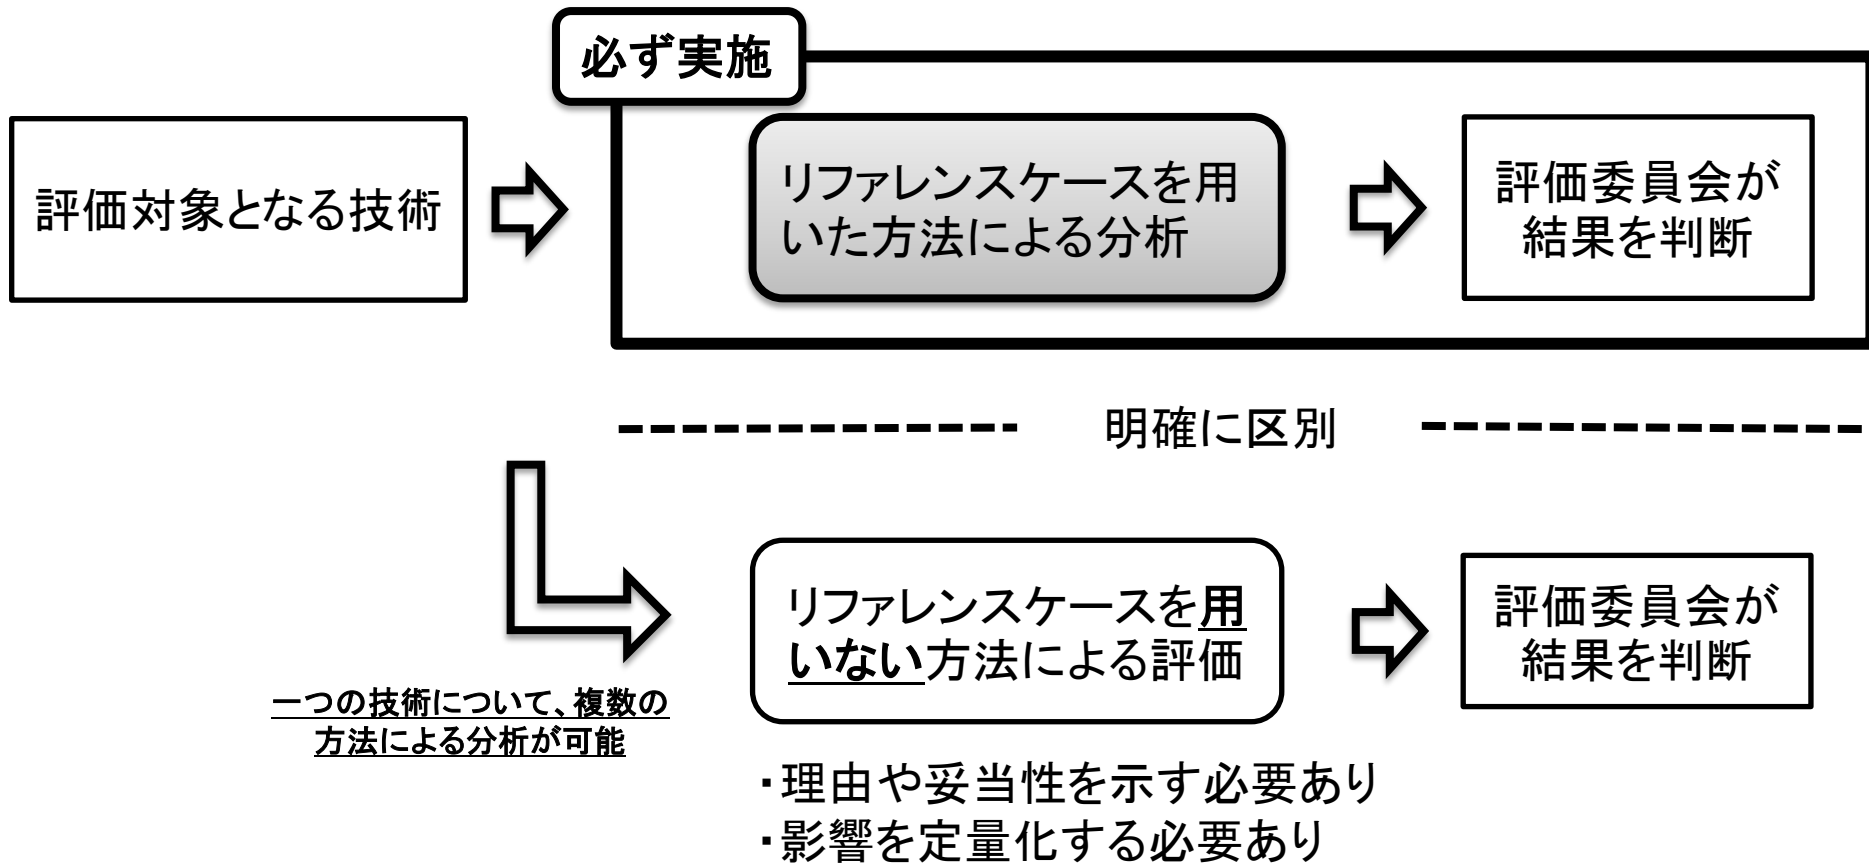 必ず実施
評価対象となる技術
リファレンスケースを用
いた方法による分析
評価委員会が
結果を判断
明確に区別
リファレンスケースを用
いない方法による評価
評価委員会が
結果を判断
一つの技術について、複数の
方法による分析が可能
・理由や妥当性を示す必要あり
・影響を定量化する必要あり